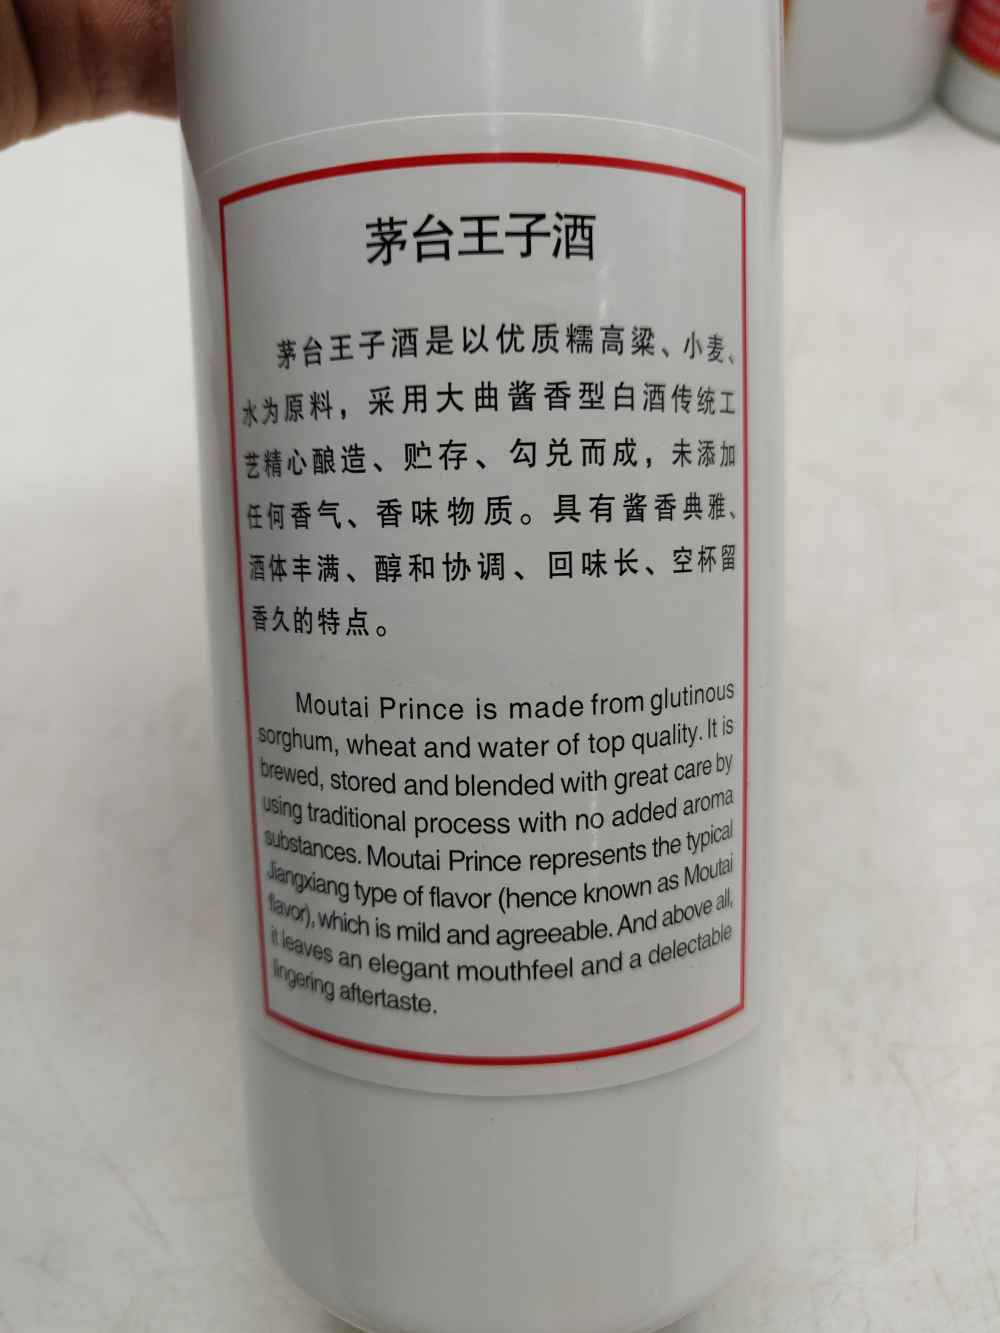 茅台王子酒
茅台王子酒是以优质糯高粱、小麦、
水为原料，采用大曲酱香型白酒传统工
艺精心酿造、贮存、勾兑而成，未添加
任何香气、香味物质。具有酱香典雅、
酒体丰满、醇和协调、回味长、空杯留
香久的特点。
Moutai Prince is made from glutinous
sorghum, wheat and water of top quality. It is
brewed, stored and blended with great care by
using traditional process with no added aroma
substances. Moutai Prince represents the typical
Jiangxiang type of flavor (hence known as Moutai
flavor), which is mild and agreeable. And above all,
it leaves an elegant mouthfeel and a delectable
lingering aftertaste.